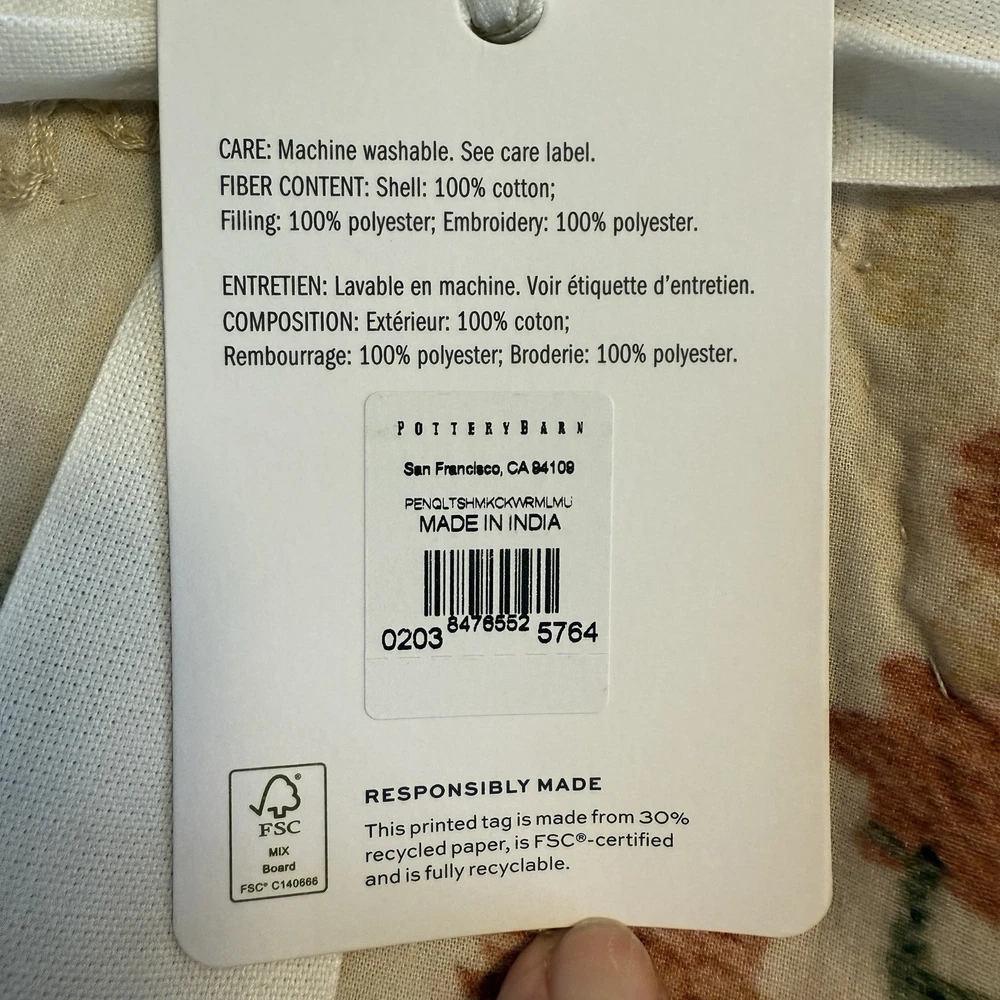 CARE: Machine washable. See care label.
FIBER CONTENT: Shell: 100% cotton;
Filling: 100% polyester; Embroidery: 100% polyester.
ENTRETIEN: Lavable en machine. Voir étiquette d'entretien.
COMPOSITION: Extérieur: 100% coton;
Rembourrage: 100% polyester; Broderie: 100% polyester.
POTTERY BARN
San Francisco, CA 94109
PENQLTSHMKCKWRMLMU
MADE IN INDIA
0203 8476552 5764
FSC
MIX
Board
FSC® C140666
RESPONSIBLY MADE
This printed tag is made from 30%
recycled paper, is FSC®-certified
and is fully recyclable.